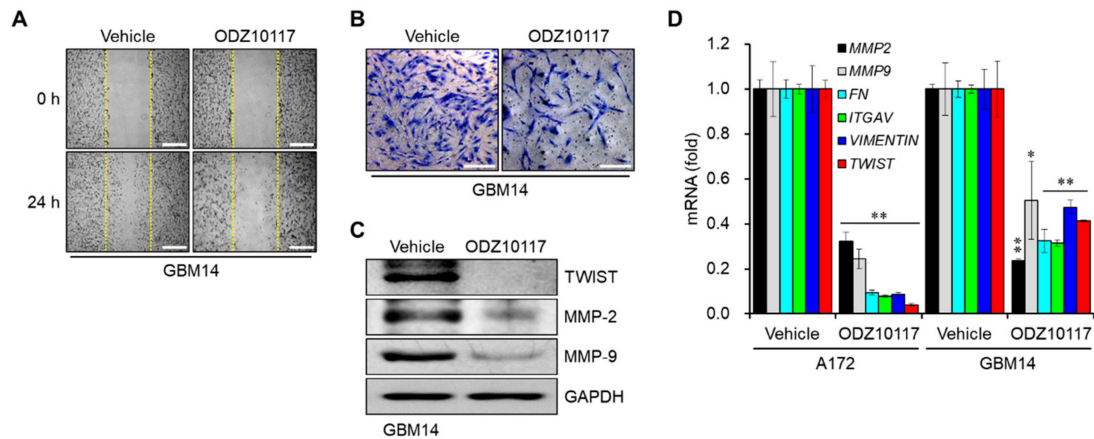 A
Vehicle ODZ10117
0 h
24 h
GBM14
B
Vehicle ODZ10117
GBM14
C
Vehicle ODZ10117
TWIST
MMP-2
MMP-9
GAPDH
GBM14
D
mRNA (fold)
1.2
1.0
0.8
0.6
0.4
0.2
0.0
MMP2
MMP9
FN
ITGAV
VIMENTIN
TWIST
**
**
*
**
Vehicle ODZ10117 Vehicle ODZ10117
A172 GBM14